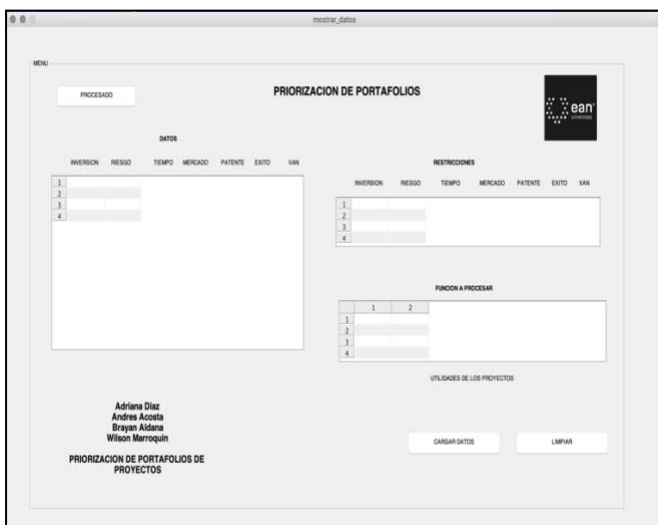 mostrar_datos
MENU
PROCESADO
PRIORIZACION DE PORTAFOLIOS
ean
universidad
DATOS
INVERSION RIESGO TIEMPO MERCADO PATENTE EXITO VAN
1
2
3
4
RESTRICCIONES
INVERSION RIESGO TIEMPO MERCADO PATENTE EXITO VAN
1
2
3
4
FUNCION A PROCESAR
1 2
1
2
3
4
UTILIDADES DE LOS PROYECTOS
Adriana Diaz
Andres Acosta
Brayan Aldana
Wilson Marroquin
PRIORIZACION DE PORTAFOLIOS DE
PROYECTOS
CARGAR DATOS LIMPIAR